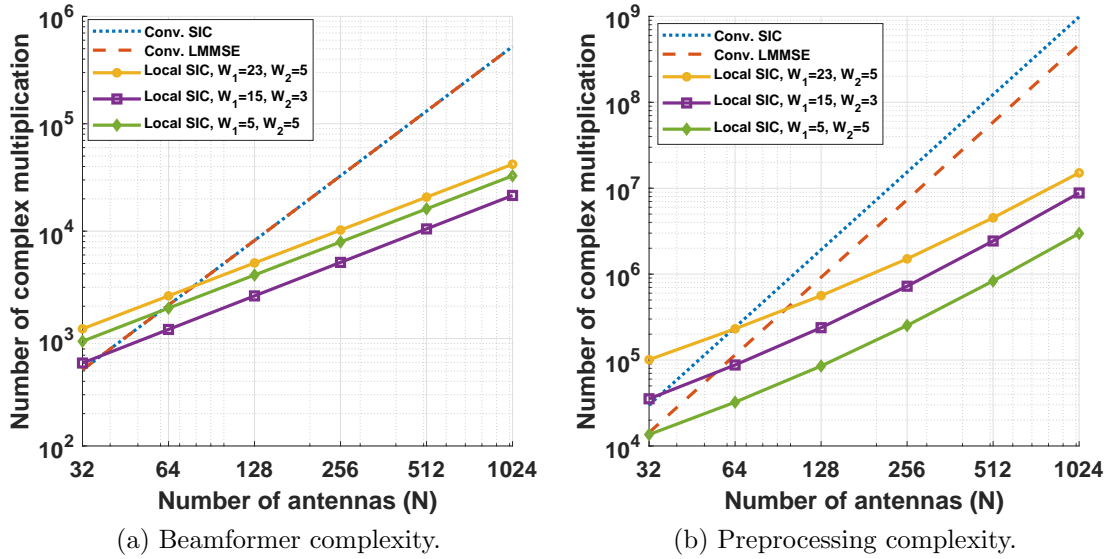 10^6
10^5
10^4
10^3
10^2
Number of complex multiplication
Conv. SIC
Conv. LMMSE
Local SIC, W_1=23, W_2=5
Local SIC, W_1=15, W_2=3
Local SIC, W_1=5, W_2=5
32 64 128 256 512 1024
Number of antennas (N)
(a) Beamformer complexity.
10^9
10^8
10^7
10^6
10^5
10^4
Number of complex multiplication
Conv. SIC
Conv. LMMSE
Local SIC, W_1=23, W_2=5
Local SIC, W_1=15, W_2=3
Local SIC, W_1=5, W_2=5
32 64 128 256 512 1024
Number of antennas (N)
(b) Preprocessing complexity.